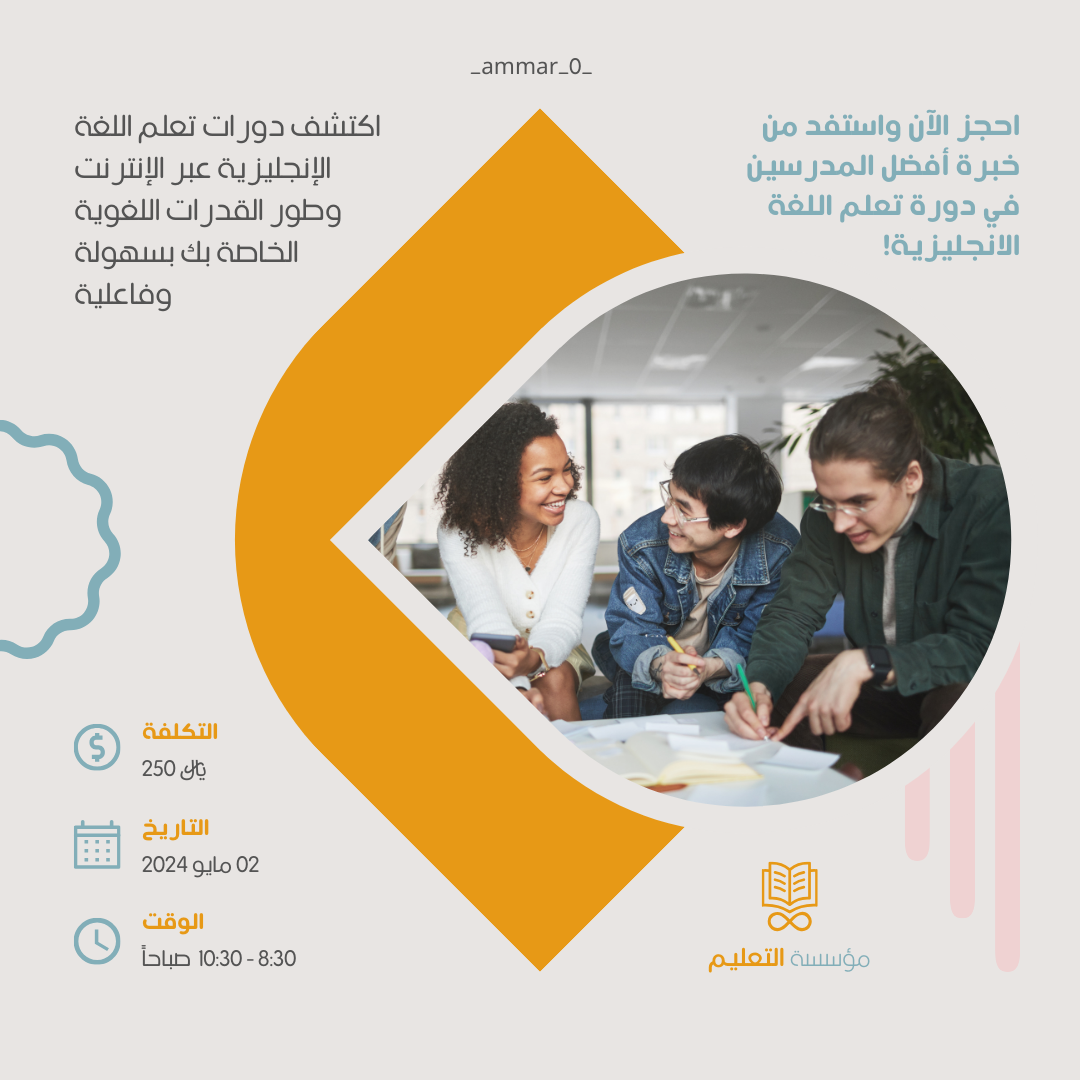 _ammar_0_
احجز الآن واستفد من
خبرة أفضل المدرسين
في دورة تعلم اللغة
الانجليزية!
اكتشف دورات تعلم اللغة
الإنجليزية عبر الإنترنت
وطور القدرات اللغوية
الخاصة بك بسهولة
وفاعلية
التكلفة
250 ﷼
التاريخ
02 مايو 2024
الوقت
8:30 - 10:30 صباحاً
مؤسسة التعليم